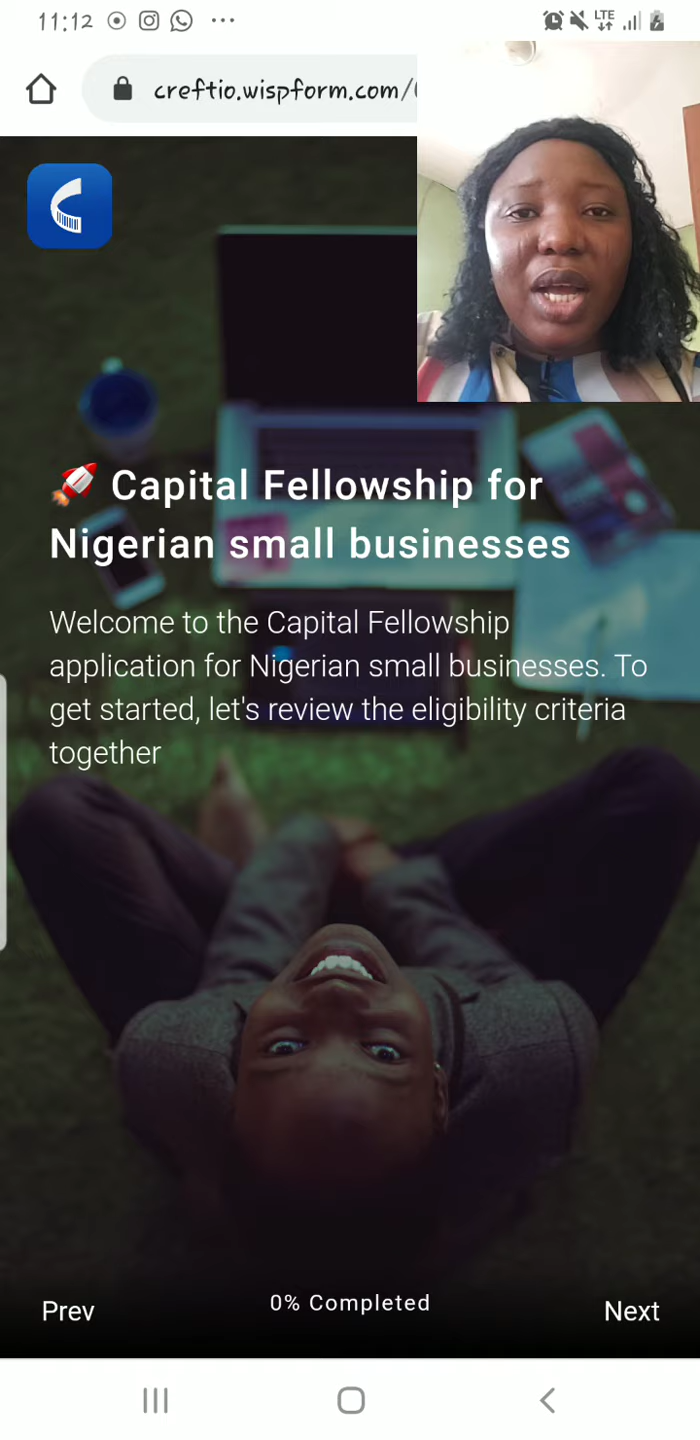 11:12
LTE
creftio.wispform.com/
🚀 Capital Fellowship for
Nigerian small businesses
Welcome to the Capital Fellowship
application for Nigerian small businesses. To
get started, let's review the eligibility criteria
together
Prev
0% Completed
Next